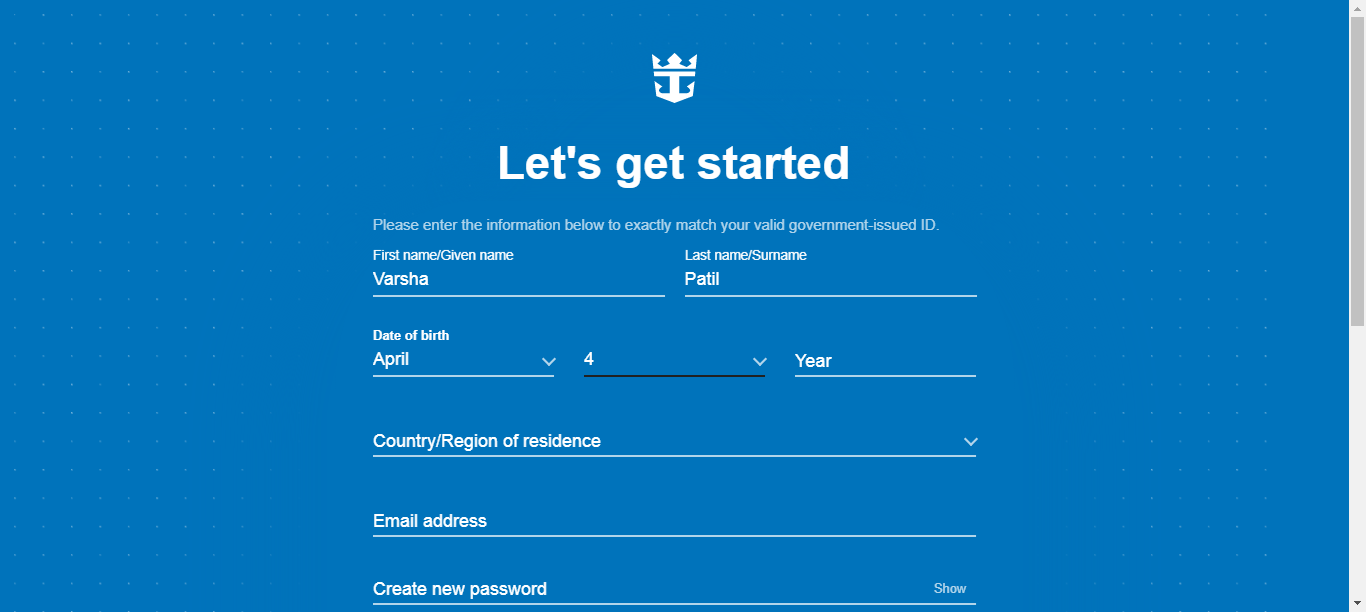 Let's get started
Please enter the information below to exactly match your valid government-issued ID.
First name/Given name Last name/Surname
Varsha Patil
Date of birth
April 4 Year
Country/Region of residence
Email address
Create new password Show